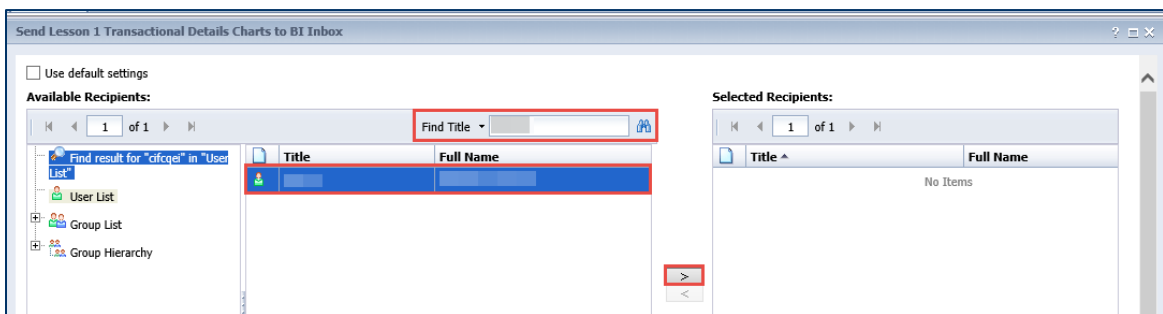 Send Lesson 1 Transactional Details Charts to BI Inbox
Use default settings
Available Recipients:
1 of 1
Find Title
Find result for "cifcqei" in "User
List"
User List
Group List
Group Hierarchy
Title Full Name
>
<
Selected Recipients:
1 of 1
Title Full Name
No Items